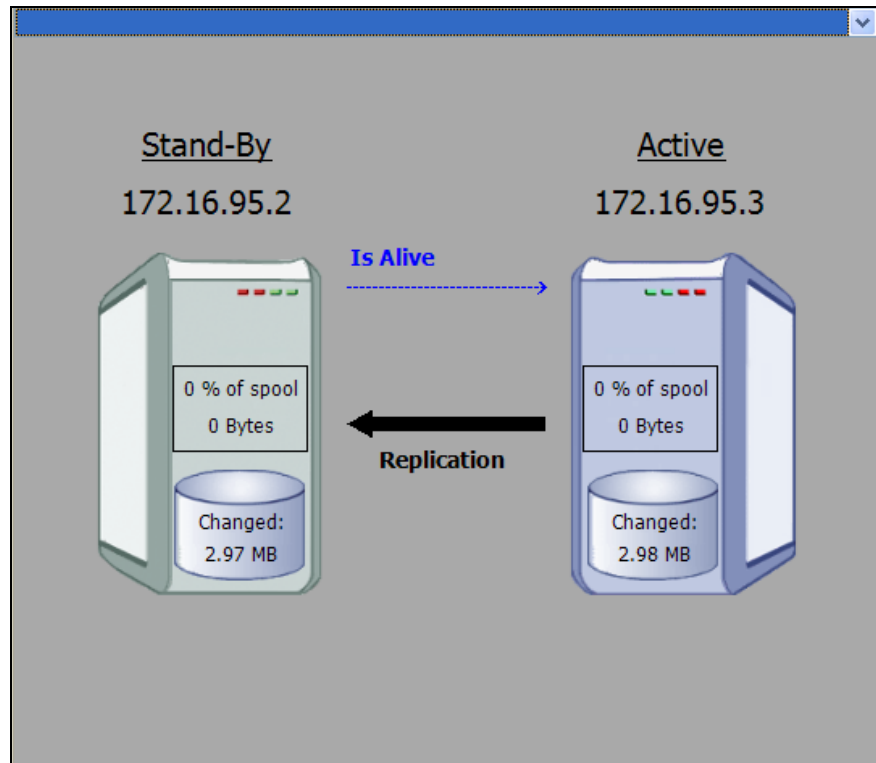 Stand-By
172.16.95.2
Active
172.16.95.3
Is Alive
0 % of spool
0 Bytes
0 % of spool
0 Bytes
Replication
Changed:
2.97 MB
Changed:
2.98 MB